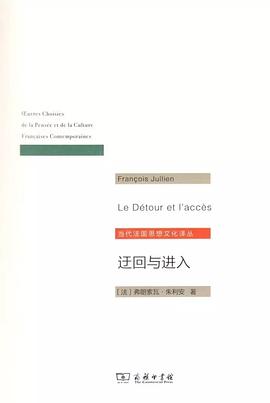 Œuvres Choisies
de la Pensée et de la Culture
Françaises Contemporaines
François Jullien
Le Détour et l'accès
当代法国思想文化译丛
迂回与进入
〔法〕弗朗索瓦·朱利安 著
商务印书馆
The Commercial Press